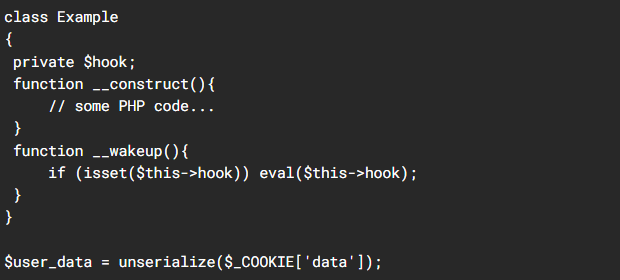 class Example
{
 private $hook;
 function __construct(){
     // some PHP code...
 }
 function __wakeup(){
     if (isset($this->hook)) eval($this->hook);
 }
}

$user_data = unserialize($_COOKIE['data']);